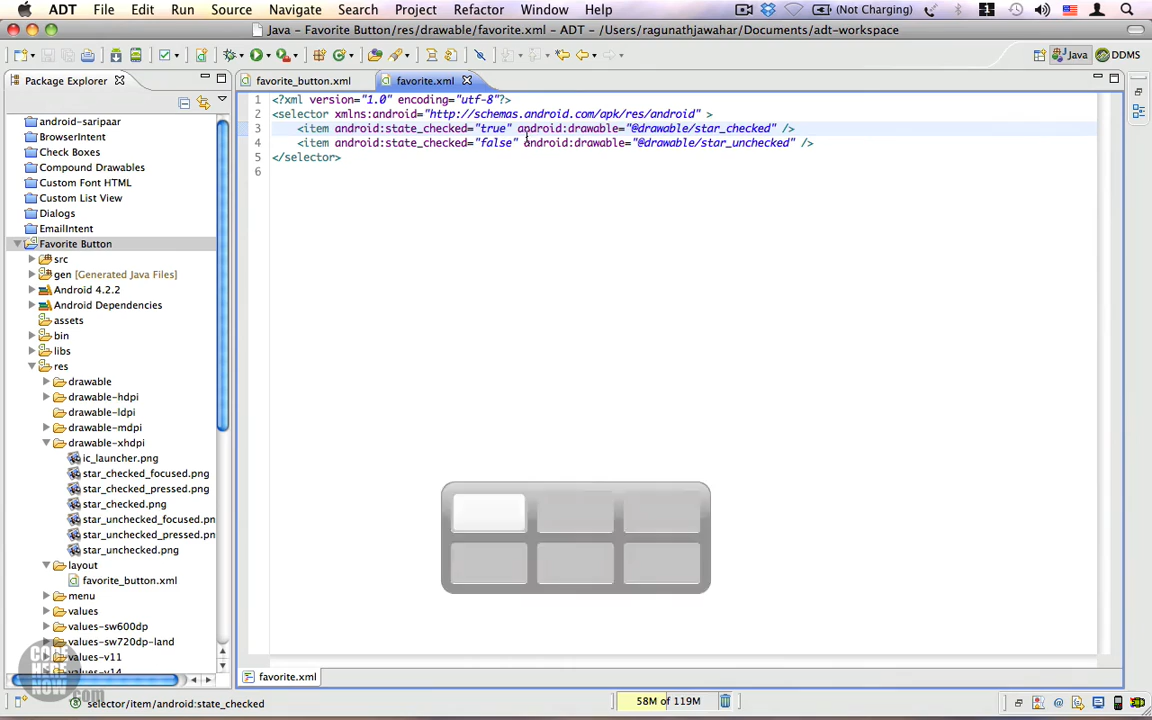 ADT File Edit Run Source Navigate Search Project Refactor Window Help (Not Charging) 1
Java - Favorite Button/res/drawable/favorite.xml - ADT - /Users/ragunathjawahar/Documents/adt-workspace
Java DDMS
Package Explorer
favorite_button.xml
favorite.xml
android-saripaar
BrowserIntent
Check Boxes
Compound Drawables
Custom Font HTML
Custom List View
Dialogs
EmailIntent
Favorite Button
src
gen [Generated Java Files]
Android 4.2.2
Android Dependencies
assets
bin
libs
res
drawable
drawable-hdpi
drawable-ldpi
drawable-mdpi
drawable-xhdpi
ic_launcher.png
star_checked_focused.png
star_checked_pressed.png
star_checked.png
star_unchecked_focused.pn
star_unchecked_pressed.pn
star_unchecked.png
layout
favorite_button.xml
menu
values
values-sw600dp
values-sw720dp-land
values-v11
values-v14
1 <?xml version="1.0" encoding="utf-8"?>
2 <selector xmlns:android="http://schemas.android.com/apk/res/android" >
3 <item android:state_checked="true" android:drawable="@drawable/star_checked" />
4 <item android:state_checked="false" android:drawable="@drawable/star_unchecked" />
5 </selector>
6
favorite.xml
CODE
HERE
NOW
.com
selector/item/android:state_checked
58M of 119M